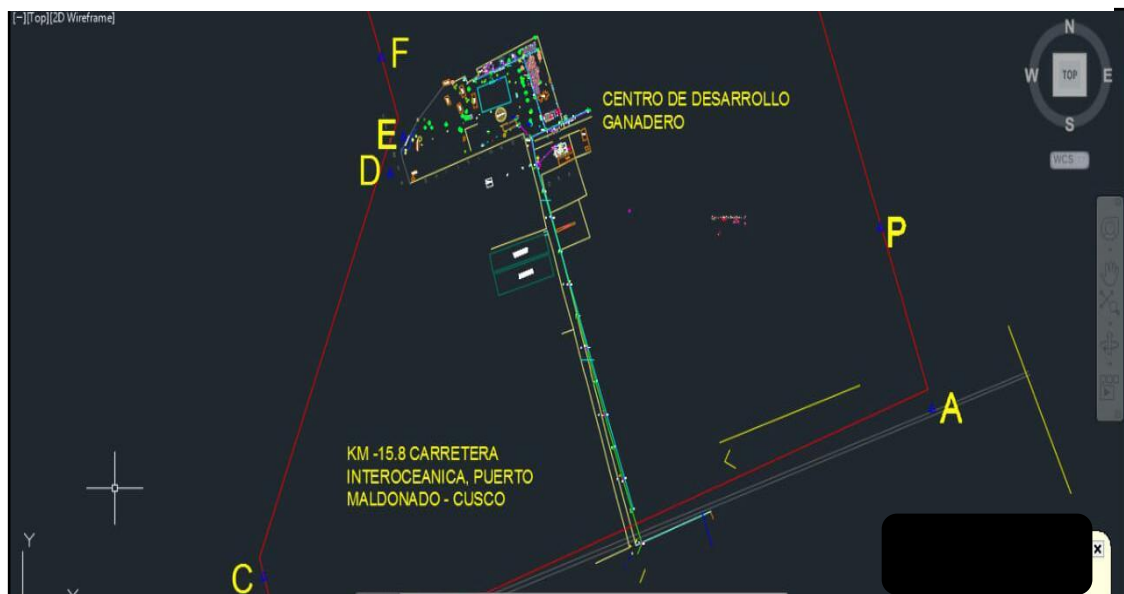 [−][Top][2D Wireframe]
F
N
W
TOP
E
S
CENTRO DE DESARROLLO
GANADERO
E
D
WCS
P
A
KM -15.8 CARRETERA
INTEROCEANICA, PUERTO
MALDONADO - CUSCO
Y
C
X